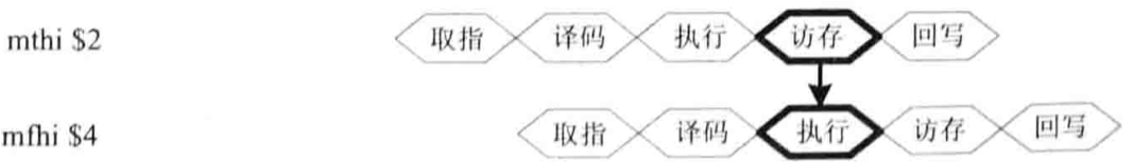 mthi $2 取指 译码 执行 访存 回写
mfhi $4 取指 译码 执行 访存 回写